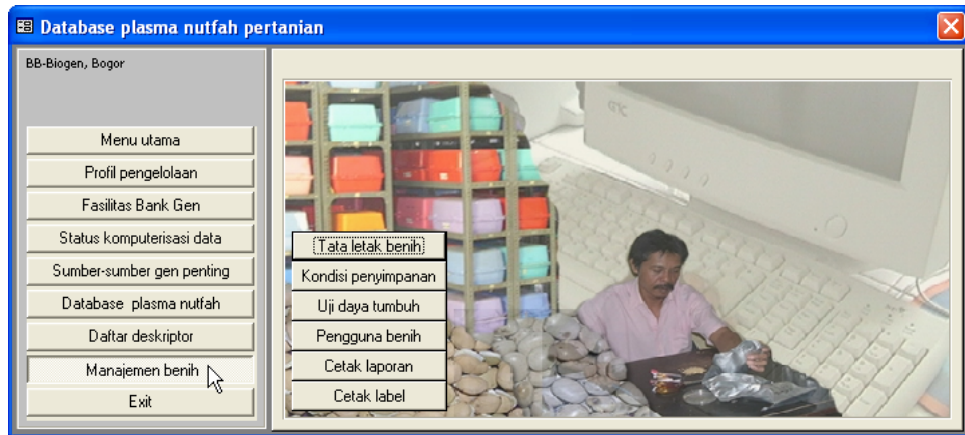 Database plasma nutfah pertanian
BB-Biogen, Bogor
Menu utama
Profil pengelolaan
Fasilitas Bank Gen
Status komputerisasi data
Sumber-sumber gen penting
Database plasma nutfah
Daftar deskriptor
Manajemen benih
Exit
Tata letak benih
Kondisi penyimpanan
Uji daya tumbuh
Pengguna benih
Cetak laporan
Cetak label